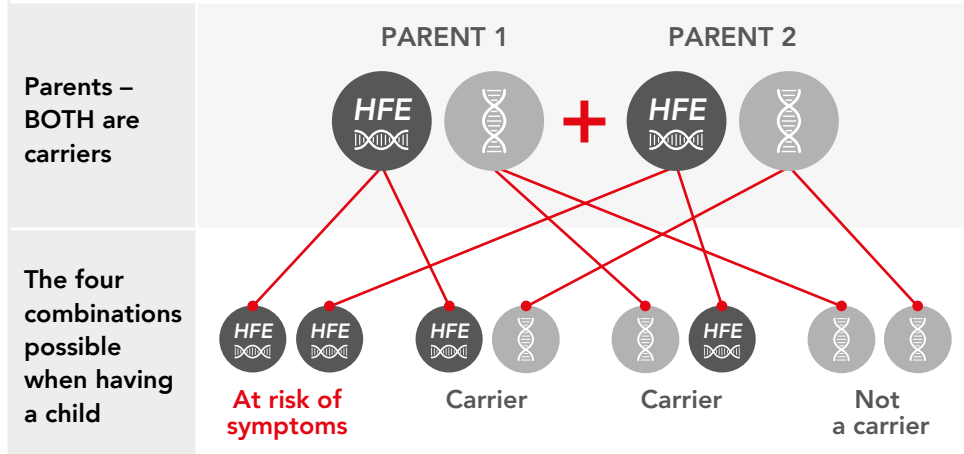 PARENT 1
PARENT 2
Parents –
BOTH are
carriers
HFE
HFE
The four
combinations
possible
when having
a child
HFE
HFE
HFE
HFE
At risk of
symptoms
Carrier
Carrier
Not
a carrier